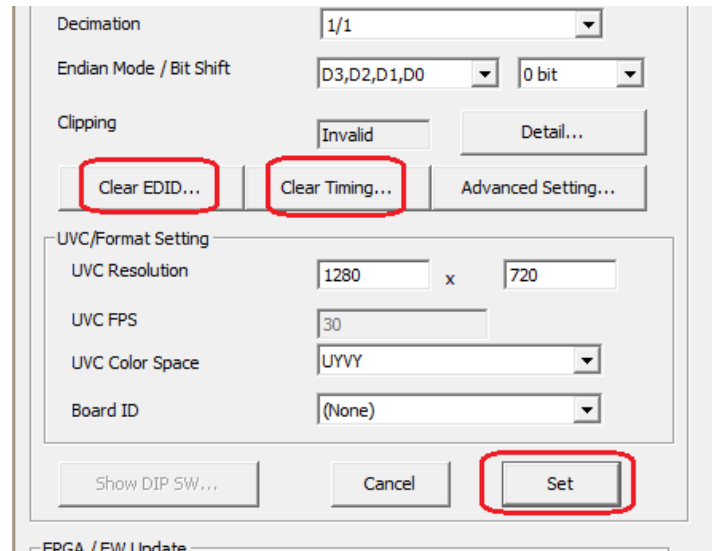 Decimation 1/1
Endian Mode / Bit Shift D3,D2,D1,D0 0 bit
Clipping Invalid Detail...
Clear EDID... Clear Timing... Advanced Setting...
UVC/Format Setting
UVC Resolution 1280 x 720
UVC FPS 30
UVC Color Space UYVY
Board ID (None)
Show DIP SW... Cancel Set
FPGA / FW Update